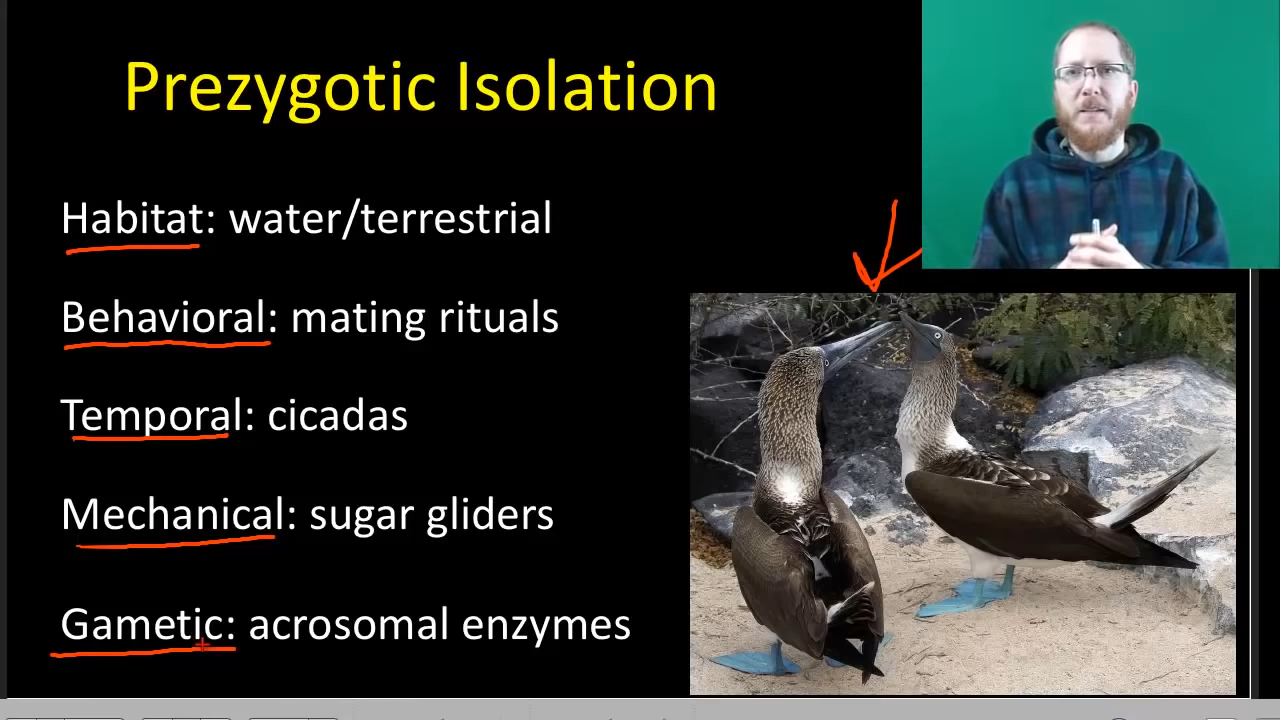 Prezygotic Isolation
Habitat: water/terrestrial
Behavioral: mating rituals
Temporal: cicadas
Mechanical: sugar gliders
Gametic: acrosomal enzymes